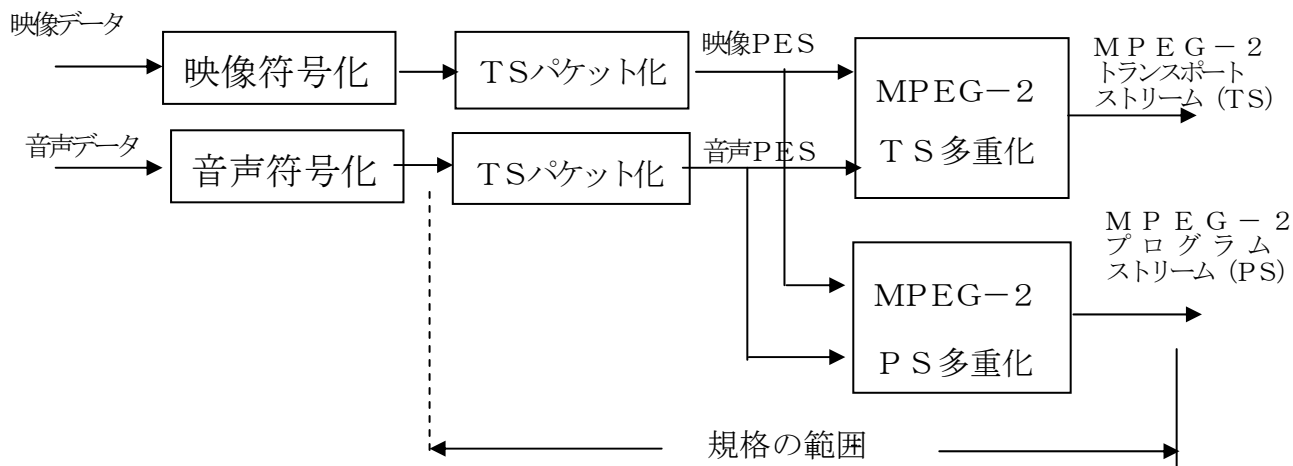 映像データ
映像符号化
TSパケット化
映像PES
MPEG-2
TS多重化
MPEG-2
トランスポート
ストリーム(TS)
音声データ
音声符号化
TSパケット化
音声PES
MPEG-2
PS多重化
MPEG-2
プログラム
ストリーム(PS)
規格の範囲